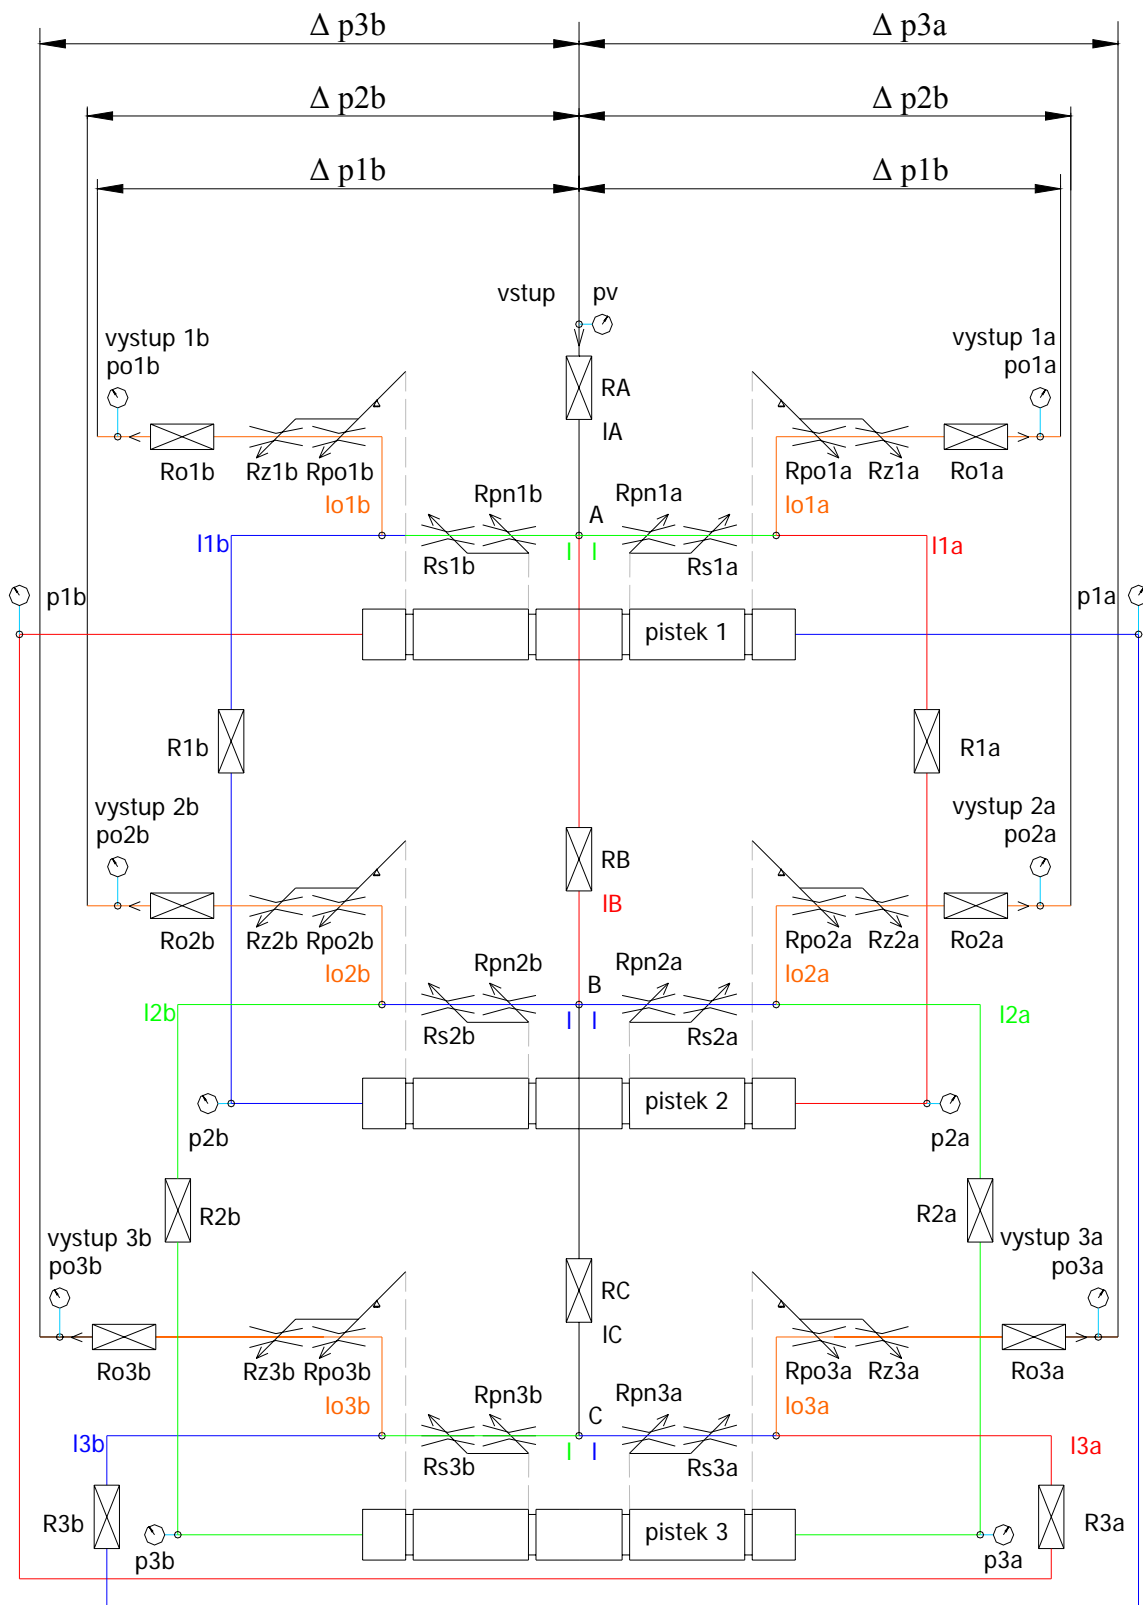 Δ p3b
Δ p3a
Δ p2b
Δ p2b
Δ p1b
Δ p1b
vstup
pv
vystup 1b
po1b
vystup 1a
po1a
RA
IA
Ro1b
Rz1b
Rpo1b
Rpo1a
Rz1a
Ro1a
Io1b
Rpn1b
Rpn1a
Io1a
A
I1b
I1a
Rs1b
I
I
Rs1a
p1b
p1a
pistek 1
R1b
R1a
vystup 2b
po2b
vystup 2a
po2a
RB
IB
Ro2b
Rz2b
Rpo2b
Rpo2a
Rz2a
Ro2a
Io2b
Rpn2b
Rpn2a
Io2a
B
I2b
I2a
Rs2b
I
I
Rs2a
pistek 2
p2b
p2a
R2b
R2a
vystup 3b
po3b
vystup 3a
po3a
RC
IC
Ro3b
Rz3b
Rpo3b
Rpo3a
Rz3a
Ro3a
Io3b
Rpn3b
Rpn3a
Io3a
C
I3b
I3a
Rs3b
I
I
Rs3a
R3b
R3a
pistek 3
p3b
p3a